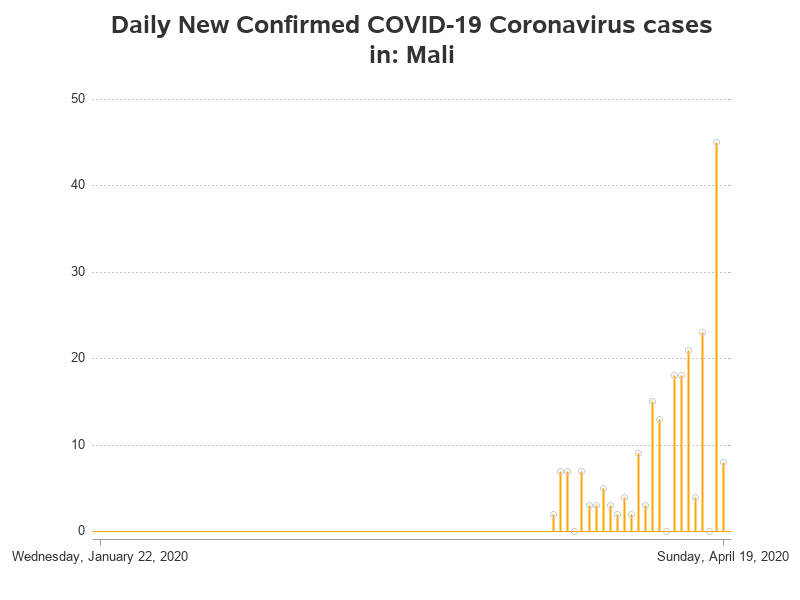 Daily New Confirmed COVID-19 Coronavirus cases
in: Mali
50
40
30
20
10
0
Wednesday, January 22, 2020
Sunday, April 19, 2020